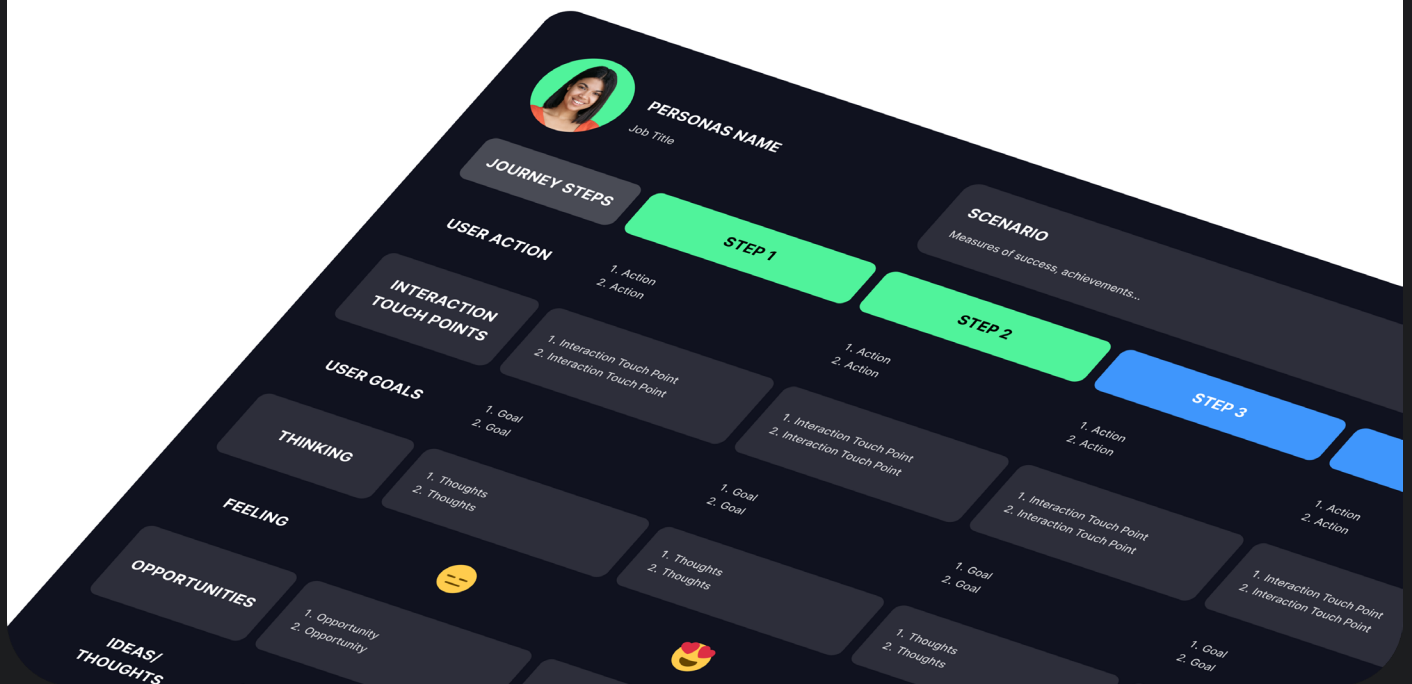 PERSONAS NAME
Job Title
SCENARIO
Measures of success, achievements...
JOURNEY STEPS
STEP 1
STEP 2
STEP 3
USER ACTION
1. Action
2. Action
1. Action
2. Action
1. Action
2. Action
1. Action
2. Action
INTERACTION
TOUCH POINTS
1. Interaction Touch Point
2. Interaction Touch Point
1. Interaction Touch Point
2. Interaction Touch Point
1. Interaction Touch Point
2. Interaction Touch Point
1. Interaction Touch Point
2. Interaction Touch Point
USER GOALS
1. Goal
2. Goal
1. Goal
2. Goal
1. Goal
2. Goal
1. Goal
2. Goal
THINKING
1. Thoughts
2. Thoughts
1. Thoughts
2. Thoughts
1. Thoughts
2. Thoughts
FEELING
OPPORTUNITIES
1. Opportunity
2. Opportunity
IDEAS/
THOUGHTS